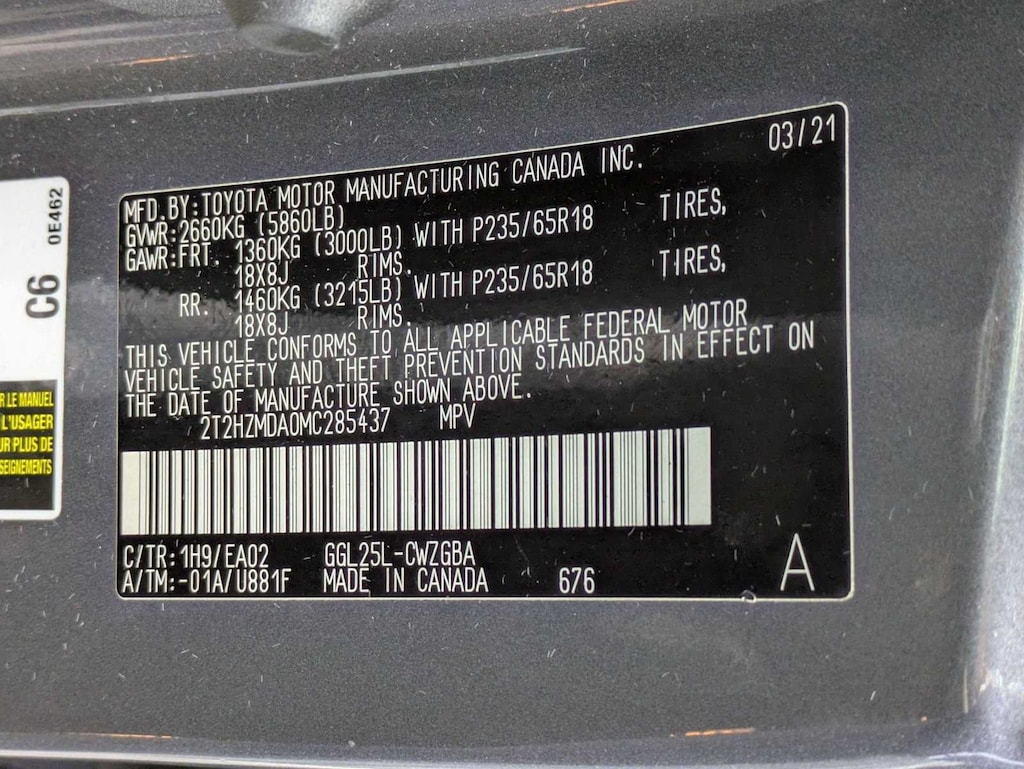 03/21
MFD.BY:TOYOTA MOTOR MANUFACTURING CANADA INC.
GVWR:2660KG (5860LB)
GAWR:FRT. 1360KG (3000LB) WITH P235/65R18 TIRES,
18X8J RIMS.
RR. 1460KG (3215LB) WITH P235/65R18 TIRES,
18X8J RIMS.
THIS VEHICLE CONFORMS TO ALL APPLICABLE FEDERAL MOTOR
VEHICLE SAFETY AND THEFT PREVENTION STANDARDS IN EFFECT ON
THE DATE OF MANUFACTURE SHOWN ABOVE.
2T2HZMDA0MC285437 MPV
C/TR:1H9/EA02 GGL25L-CWZGBA
A/TM:-01A/U881F MADE IN CANADA 676
A
C6 0E462
R LE MANUEL
L'USAGER
UR PLUS DE
SEIGNEMENTS